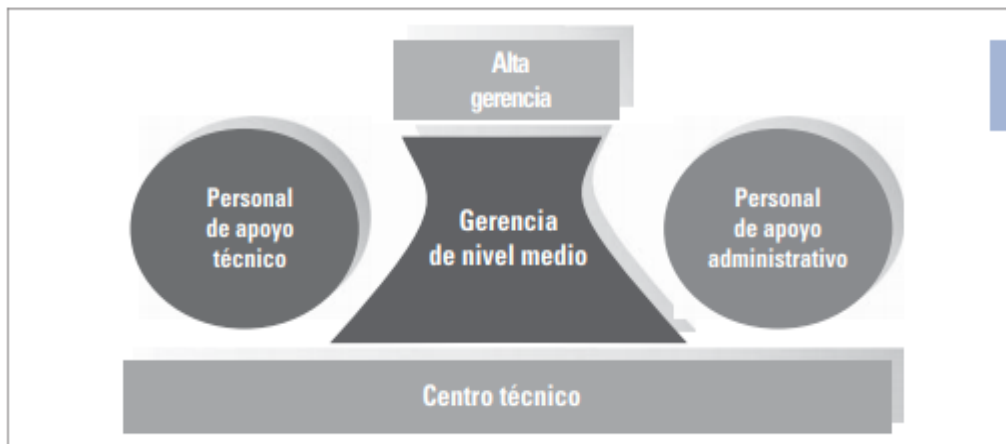 Alta
gerencia
Personal
de apoyo
técnico
Gerencia
de nivel medio
Personal
de apoyo
administrativo
Centro técnico